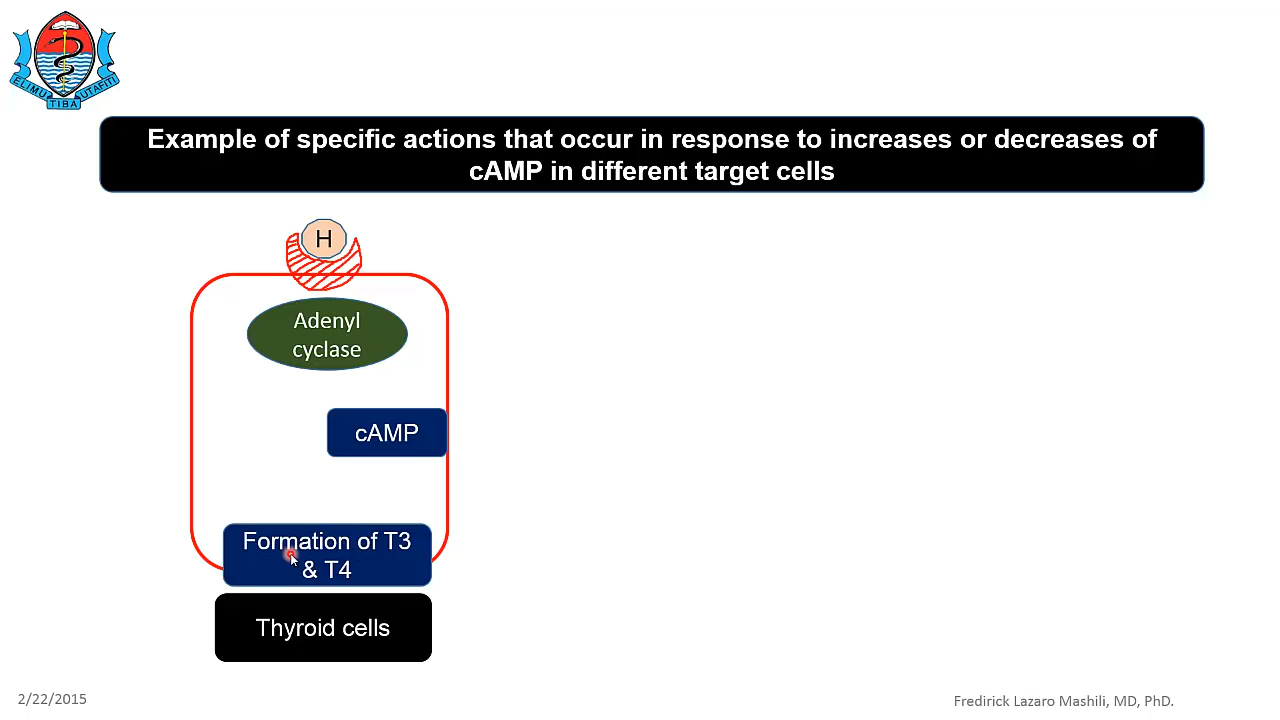 ELIMU TIBA UTAFITI
Example of specific actions that occur in response to increases or decreases of
cAMP in different target cells
H
Adenyl
cyclase
cAMP
Formation of T3
& T4
Thyroid cells
2/22/2015
Fredirick Lazaro Mashili, MD, PhD.